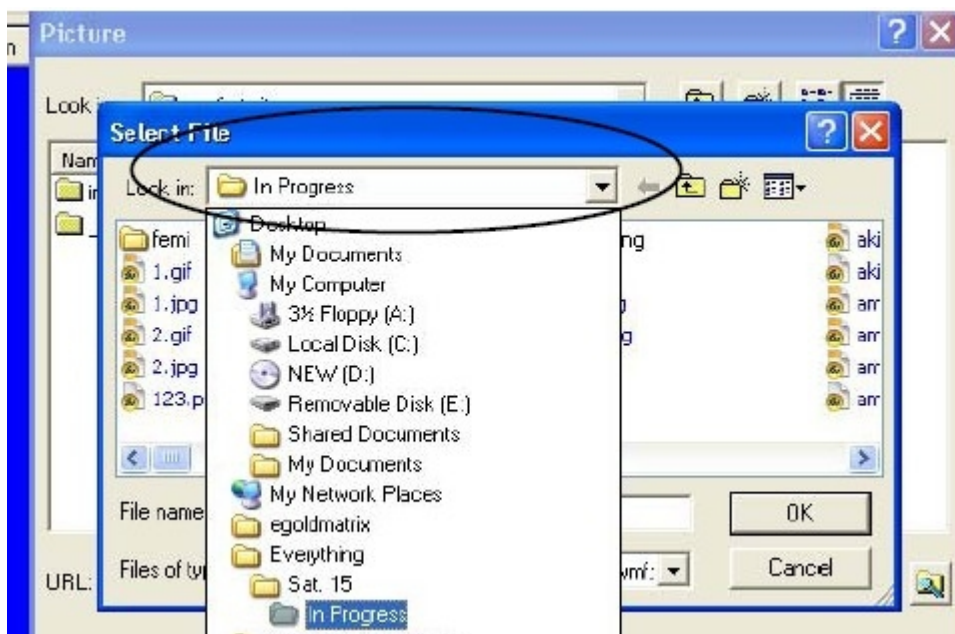 Picture
Look
Select File
Nam
Look in: In Progress
Desktop
femi
ng
aki
My Documents
1.gif
aki
My Computer
1.jpg
3½ Floppy (A:)
am
2.gif
Local Disk (C:)
g
am
2.jpg
NEW (D:)
am
123.p
Removable Disk (E:)
am
Shared Documents
My Documents
My Network Places
File name
OK
egoldmatrix
Everything
Files of ty
wmf:
Cancel
URL:
Sat. 15
In Progress